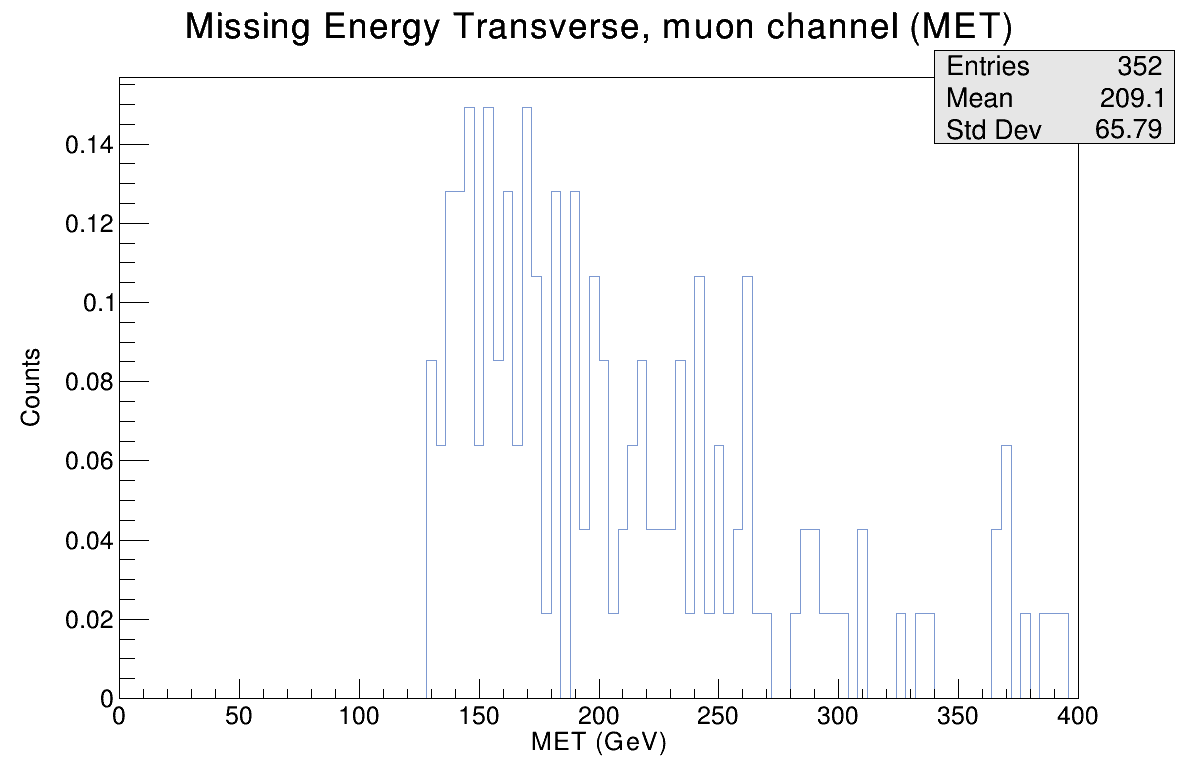 Missing Energy Transverse, muon channel (MET)
Entries 352
Mean 209.1
Std Dev 65.79
0.14
0.12
0.1
0.08
0.06
0.04
0.02
0
Counts
0 50 100 150 200 250 300 350 400
MET (GeV)